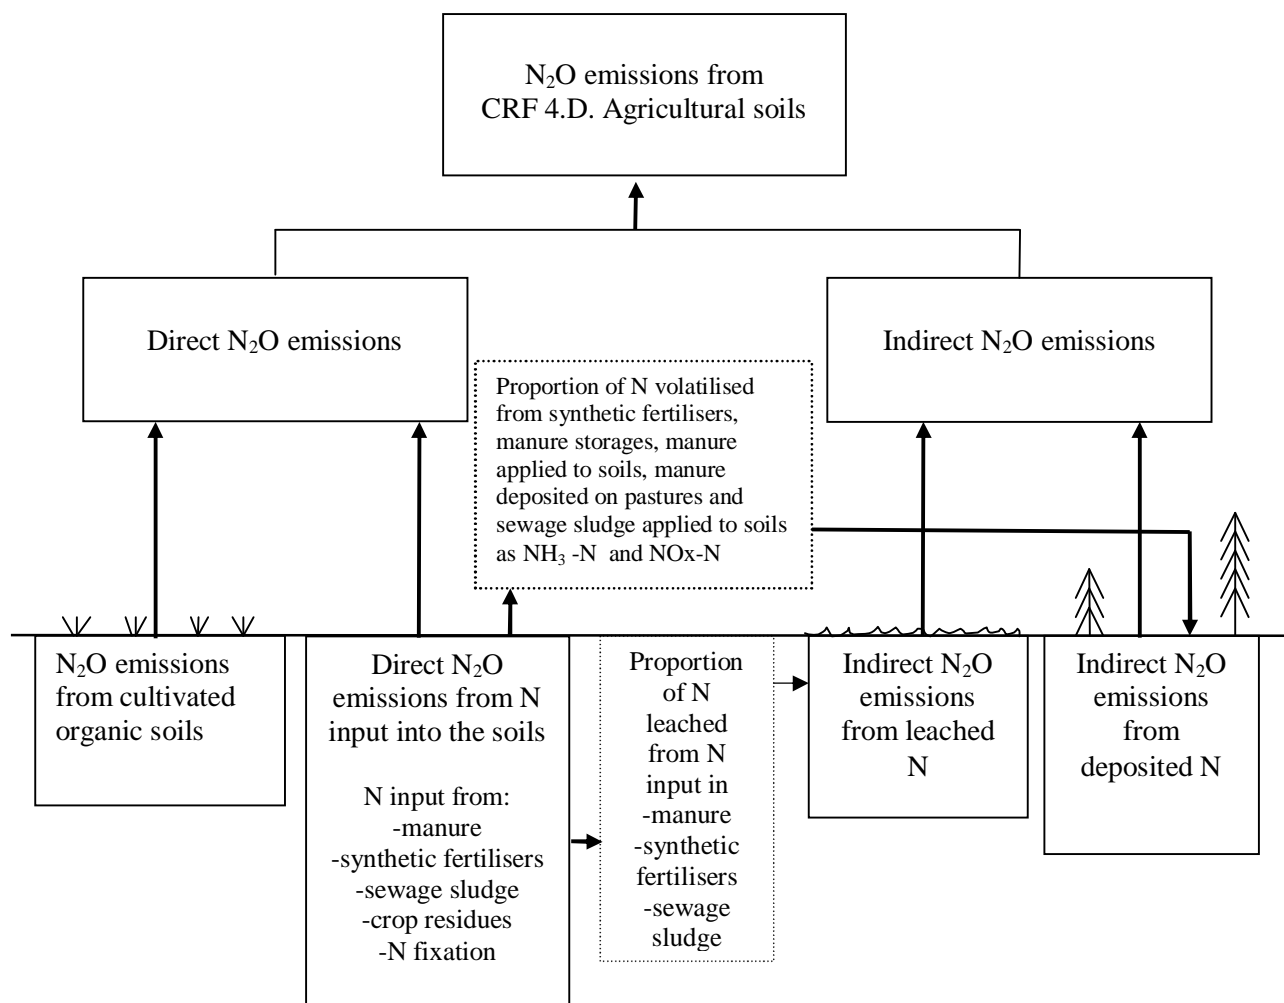 N₂O emissions from
CRF 4.D. Agricultural soils
Direct N₂O emissions
Indirect N₂O emissions
Proportion of N volatilised
from synthetic fertilisers,
manure storages, manure
applied to soils, manure
deposited on pastures and
sewage sludge applied to soils
as NH₃ -N and NOx-N
N₂O emissions
from cultivated
organic soils
Direct N₂O
emissions from N
input into the soils
N input from:
-manure
-synthetic fertilisers
-sewage sludge
-crop residues
-N fixation
Proportion
of N
leached
from N
input in
-manure
-synthetic
fertilisers
-sewage
sludge
Indirect N₂O
emissions
from leached
N
Indirect N₂O
emissions
from
deposited N